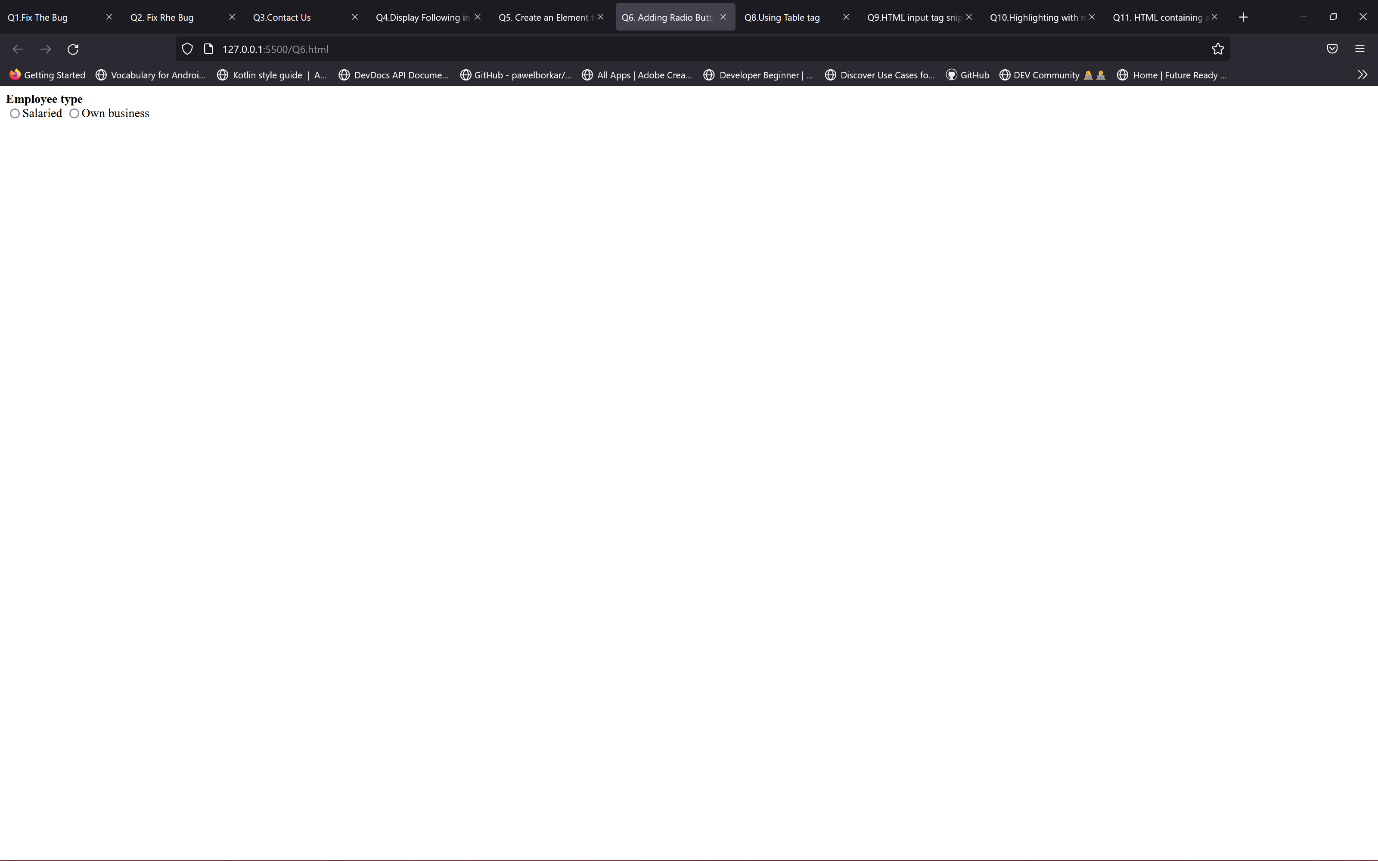 Q1.Fix The Bug
Q2. Fix Rhe Bug
Q3.Contact Us
Q4.Display Following in
Q5. Create an Element t
Q6. Adding Radio Butt
Q8.Using Table tag
Q9.HTML input tag snip
Q10.Highlighting with m
Q11. HTML containing a
127.0.0.1:5500/Q6.html
Getting Started
Vocabulary for Androi...
Kotlin style guide | A...
DevDocs API Docume...
GitHub - pawelborkar/...
All Apps | Adobe Crea...
Developer Beginner | ...
Discover Use Cases fo...
GitHub
DEV Community
Home | Future Ready ...
Employee type
Salaried Own business